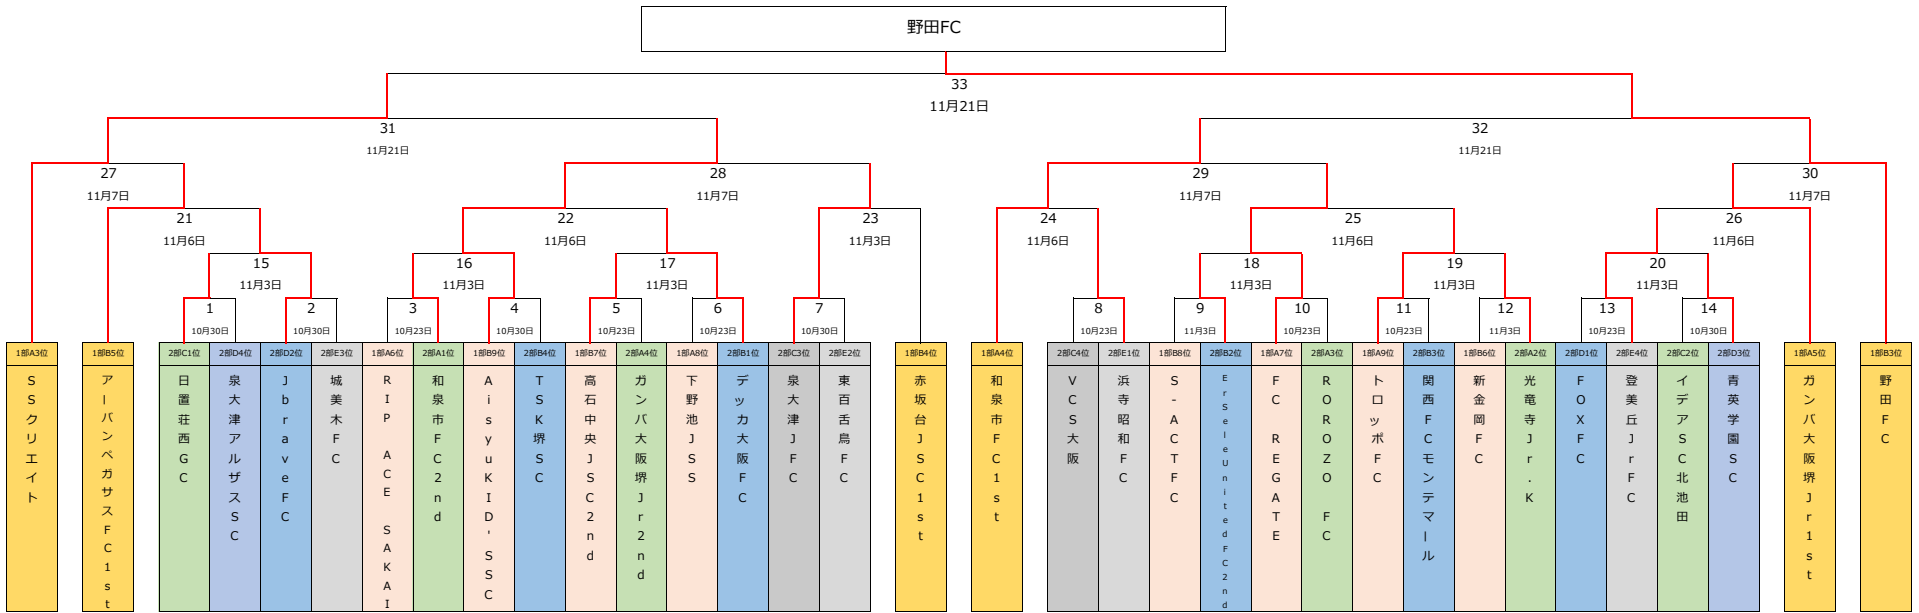 野田FC
33
11月21日
31
32
11月21日
11月21日
27
28
29
30
11月7日
11月7日
11月7日
11月7日
21
22
23
24
25
26
11月6日
11月6日
11月3日
11月6日
11月6日
11月6日
15
16
17
18
19
20
11月3日
11月3日
11月3日
11月3日
11月3日
11月3日
1
2
3
4
5
6
7
8
9
10
11
12
13
14
10月30日
10月30日
10月23日
10月30日
10月23日
10月23日
10月30日
10月23日
11月3日
10月23日
10月23日
11月3日
10月23日
10月30日
1部A3位
SSクリエイト
1部B5位
アーバンペガサスFC1st
2部C1位
日置荘西GC
2部D4位
泉大津アルザスSC
2部D2位
JbraveFC
2部E3位
城美木FC
1部A6位
RIP ACE SAKAI
2部A1位
和泉市FC2nd
1部B9位
AisyuKID'SSC
2部B4位
TSK堺SC
1部B7位
高石中央JSC2nd
2部A4位
ガンバ大阪堺Jr2nd
1部A8位
下野池JSS
2部B1位
デッカ大阪FC
2部C3位
泉大津JFC
2部E2位
東百舌鳥FC
1部B4位
赤坂台JSC1st
1部A4位
和泉市FC1st
2部C4位
VCS大阪
2部E1位
浜寺昭和FC
1部B8位
S-ACTFC
2部B2位
ErSeleUnitedFC2nd
1部A7位
FC REGATE
2部A3位
ROROZO FC
1部A9位
トロッポFC
2部B3位
関西FCモンテマール
1部B6位
新金岡FC
2部A2位
光竜寺Jr.K
2部D1位
FOXFC
2部E4位
登美丘JrFC
2部C2位
イデアSC北池田
2部D3位
青英学園SC
1部A5位
ガンバ大阪堺Jr1st
1部B3位
野田FC